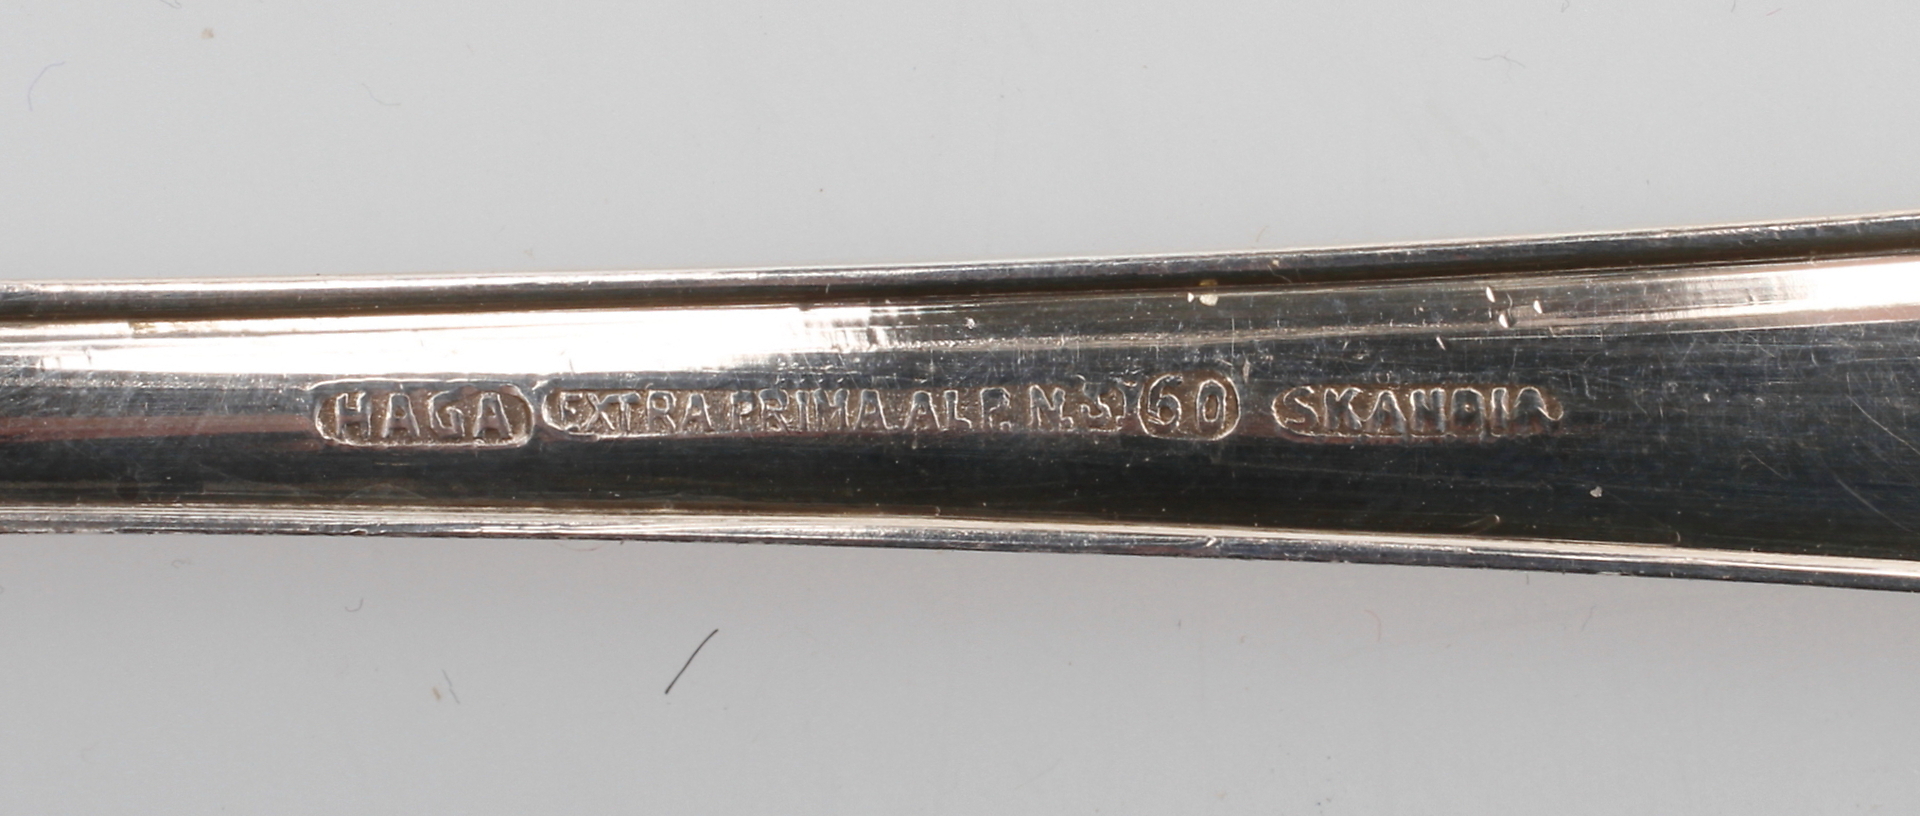 HAGA EXTRA PRIMA ALP. N.S. 60 SKANDIA